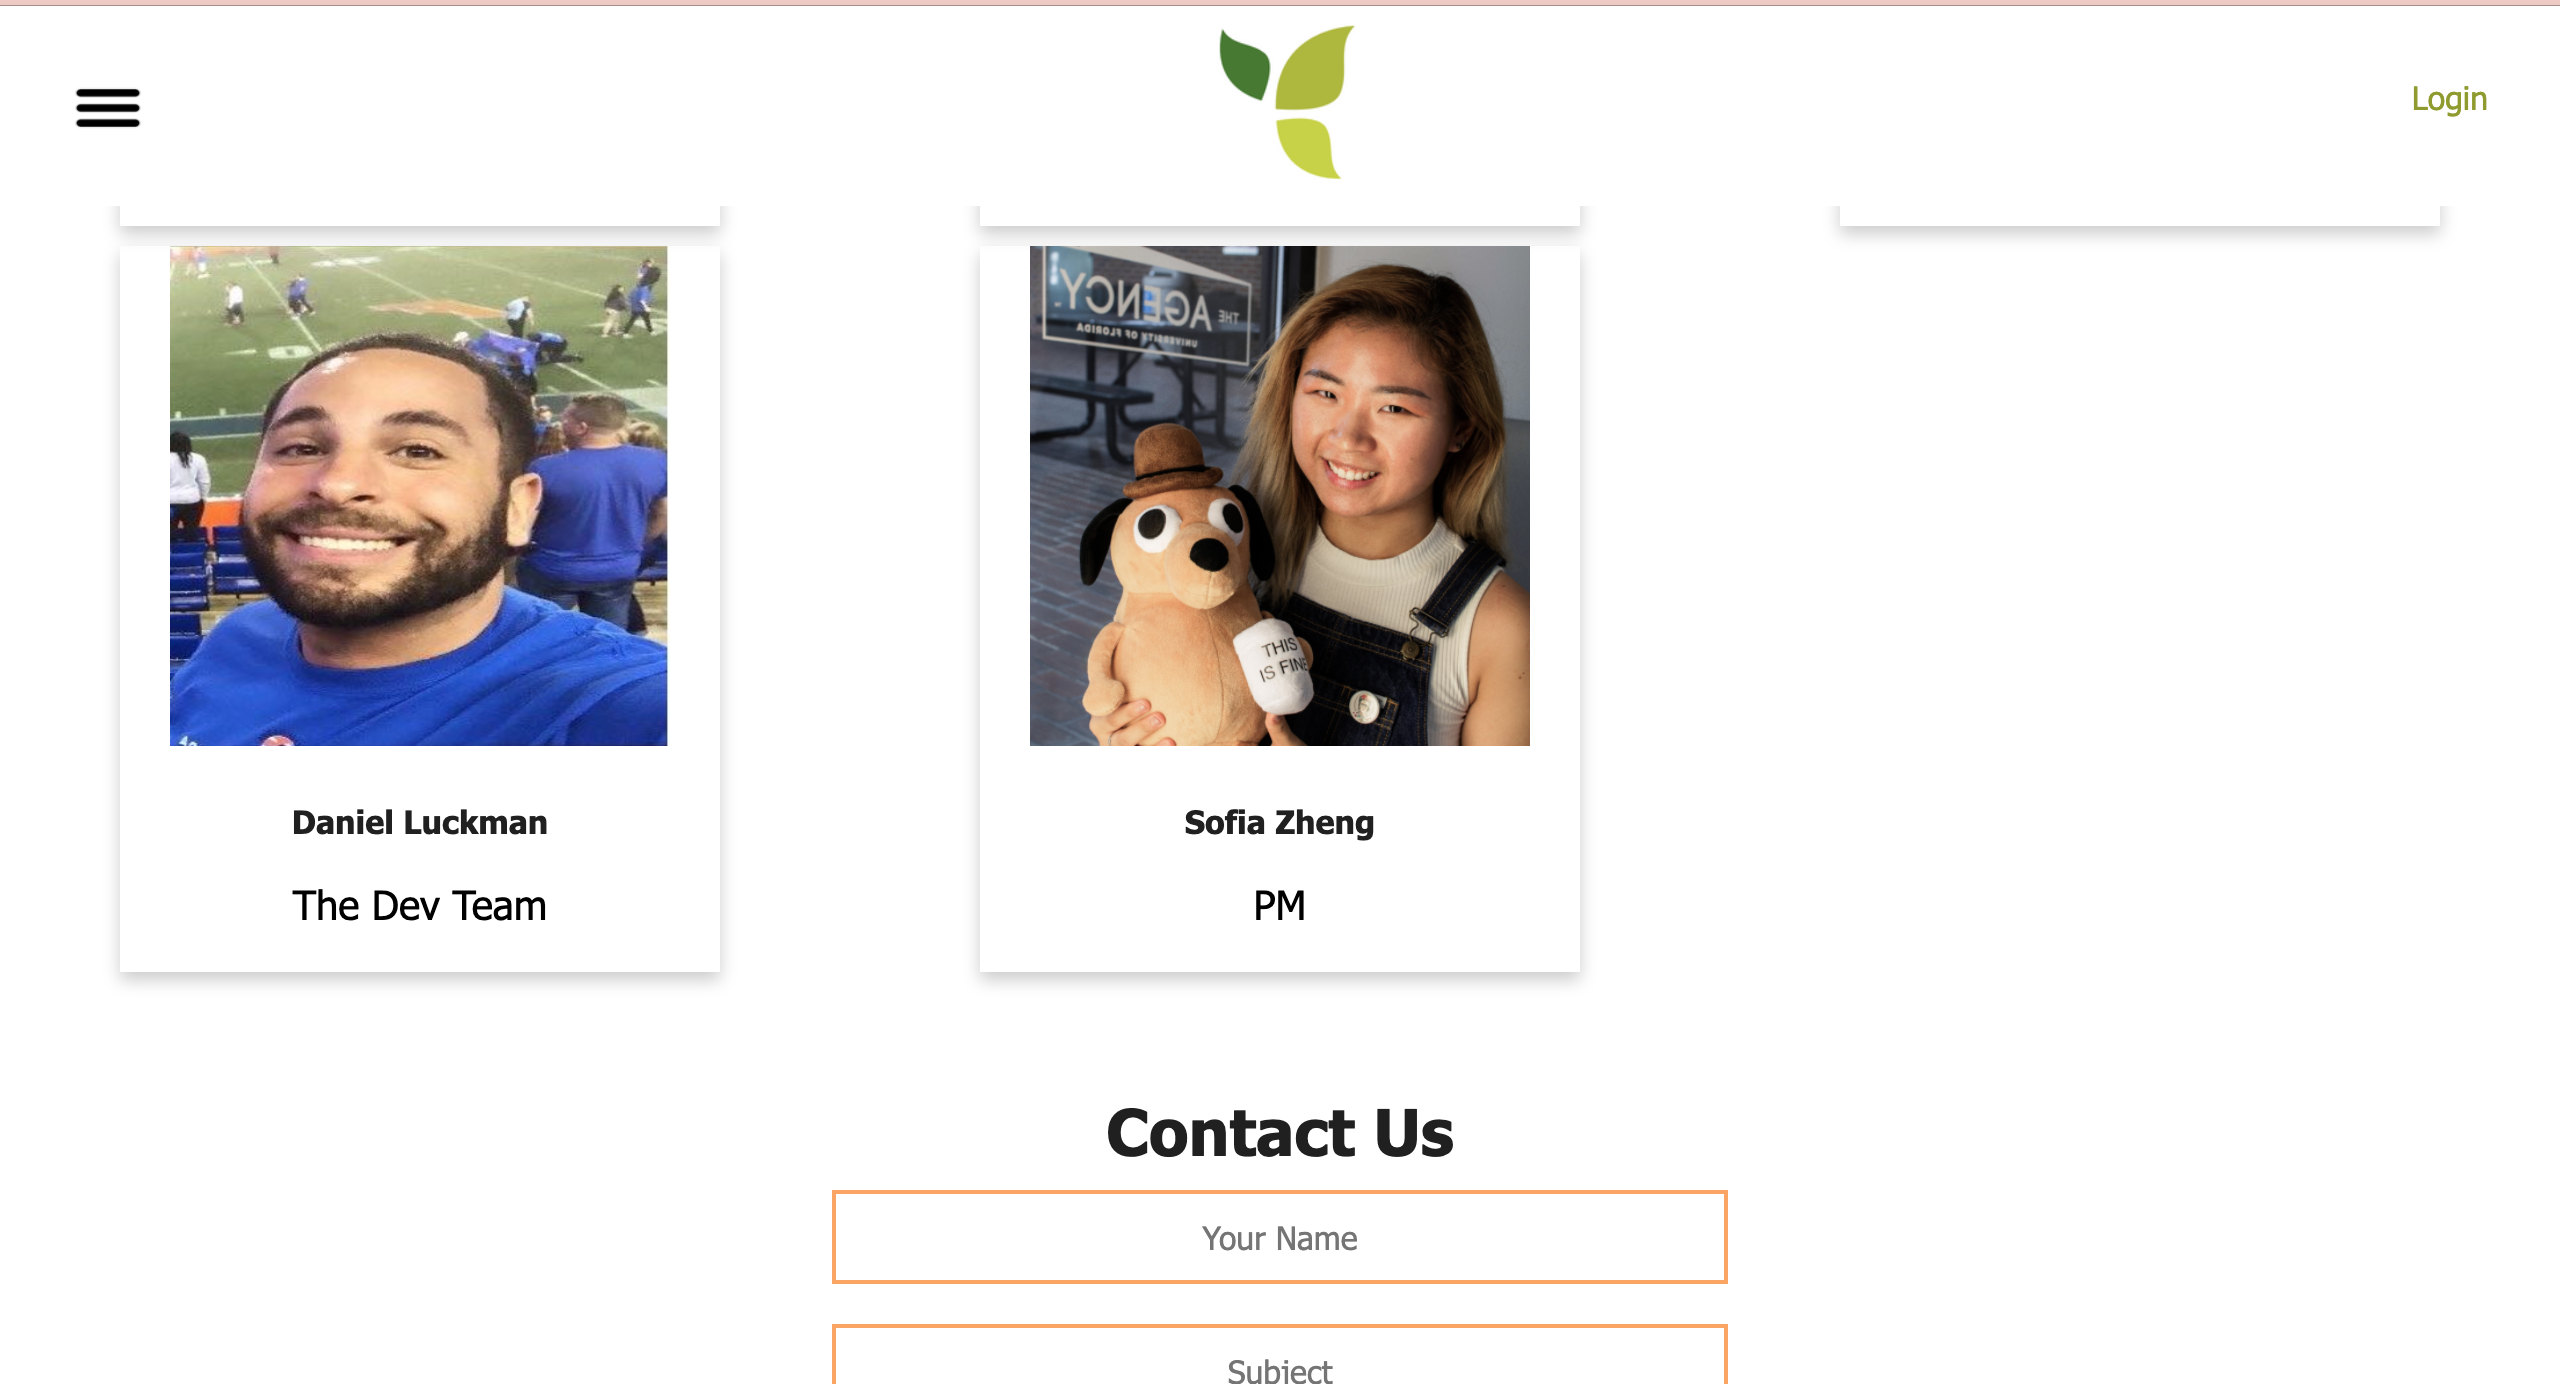 Login
THE AGENCY
UNIVERSITY OF FLORIDA
THIS
IS FINE
Daniel Luckman
The Dev Team
Sofia Zheng
PM
Contact Us
Your Name
Subject